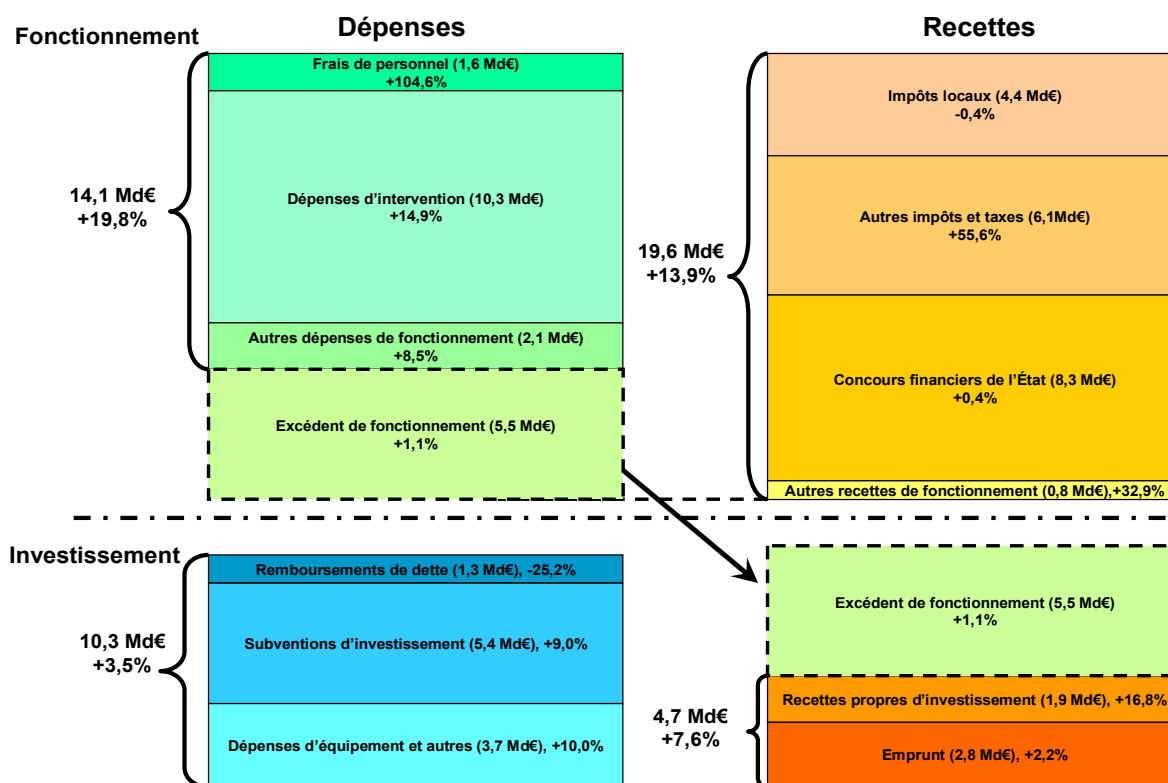 Dépenses
Recettes
Fonctionnement
Frais de personnel (1,6 Md€)
+104,6%
Dépenses d’intervention (10,3 Md€)
+14,9%
14,1 Md€
+19,8%
Autres dépenses de fonctionnement (2,1 Md€)
+8,5%
Excédent de fonctionnement (5,5 Md€)
+1,1%
Impôts locaux (4,4 Md€)
-0,4%
Autres impôts et taxes (6,1Md€)
+55,6%
19,6 Md€
+13,9%
Concours financiers de l’État (8,3 Md€)
+0,4%
Autres recettes de fonctionnement (0,8 Md€),+32,9%
Investissement
Remboursements de dette (1,3 Md€), -25,2%
Subventions d’investissement (5,4 Md€), +9,0%
10,3 Md€
+3,5%
Dépenses d’équipement et autres (3,7 Md€), +10,0%
Excédent de fonctionnement (5,5 Md€)
+1,1%
Recettes propres d’investissement (1,9 Md€), +16,8%
4,7 Md€
+7,6%
Emprunt (2,8 Md€), +2,2%